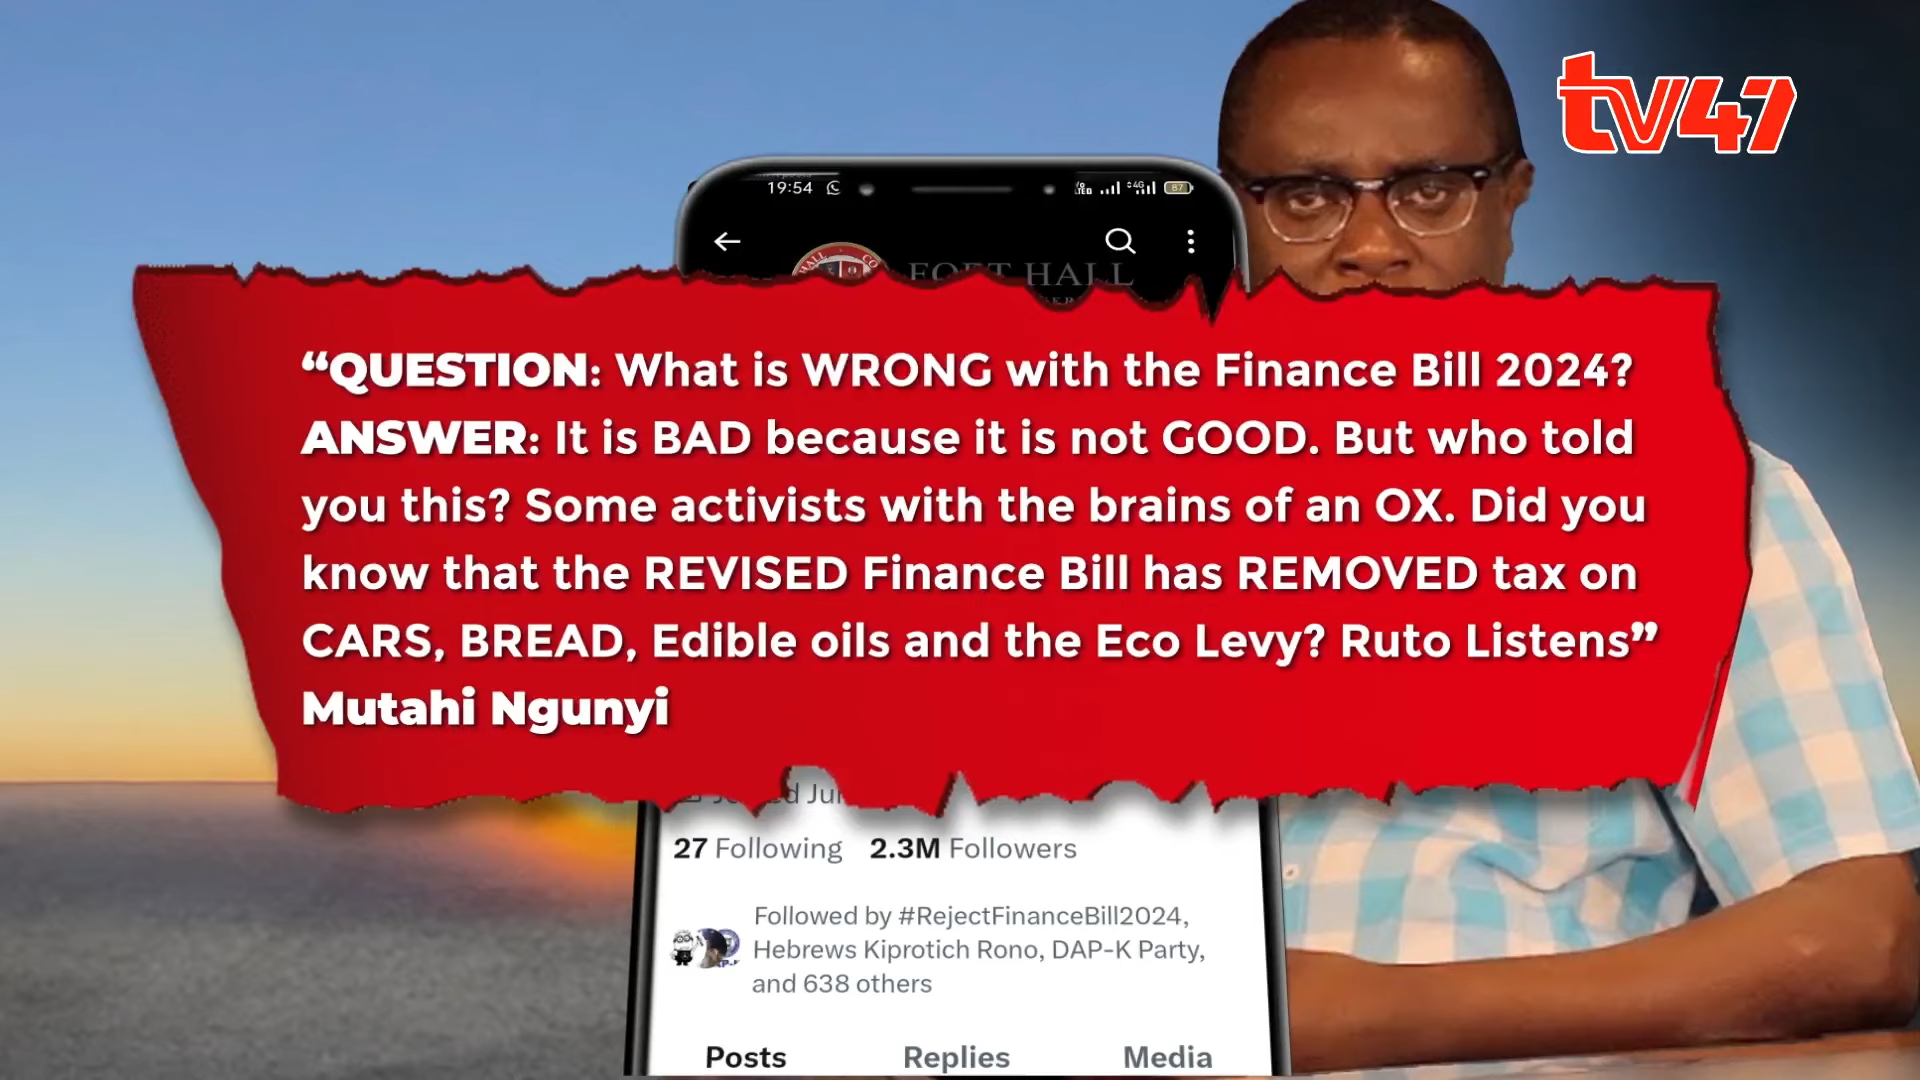 tv47
19:54
87
FORT HALL
“QUESTION: What is WRONG with the Finance Bill 2024?
ANSWER: It is BAD because it is not GOOD. But who told
you this? Some activists with the brains of an OX. Did you
know that the REVISED Finance Bill has REMOVED tax on
CARS, BREAD, Edible oils and the Eco Levy? Ruto Listens”
Mutahi Ngunyi
27 Following 2.3M Followers
Followed by #RejectFinanceBill2024,
Hebrews Kiprotich Rono, DAP-K Party,
and 638 others
Posts Replies Media